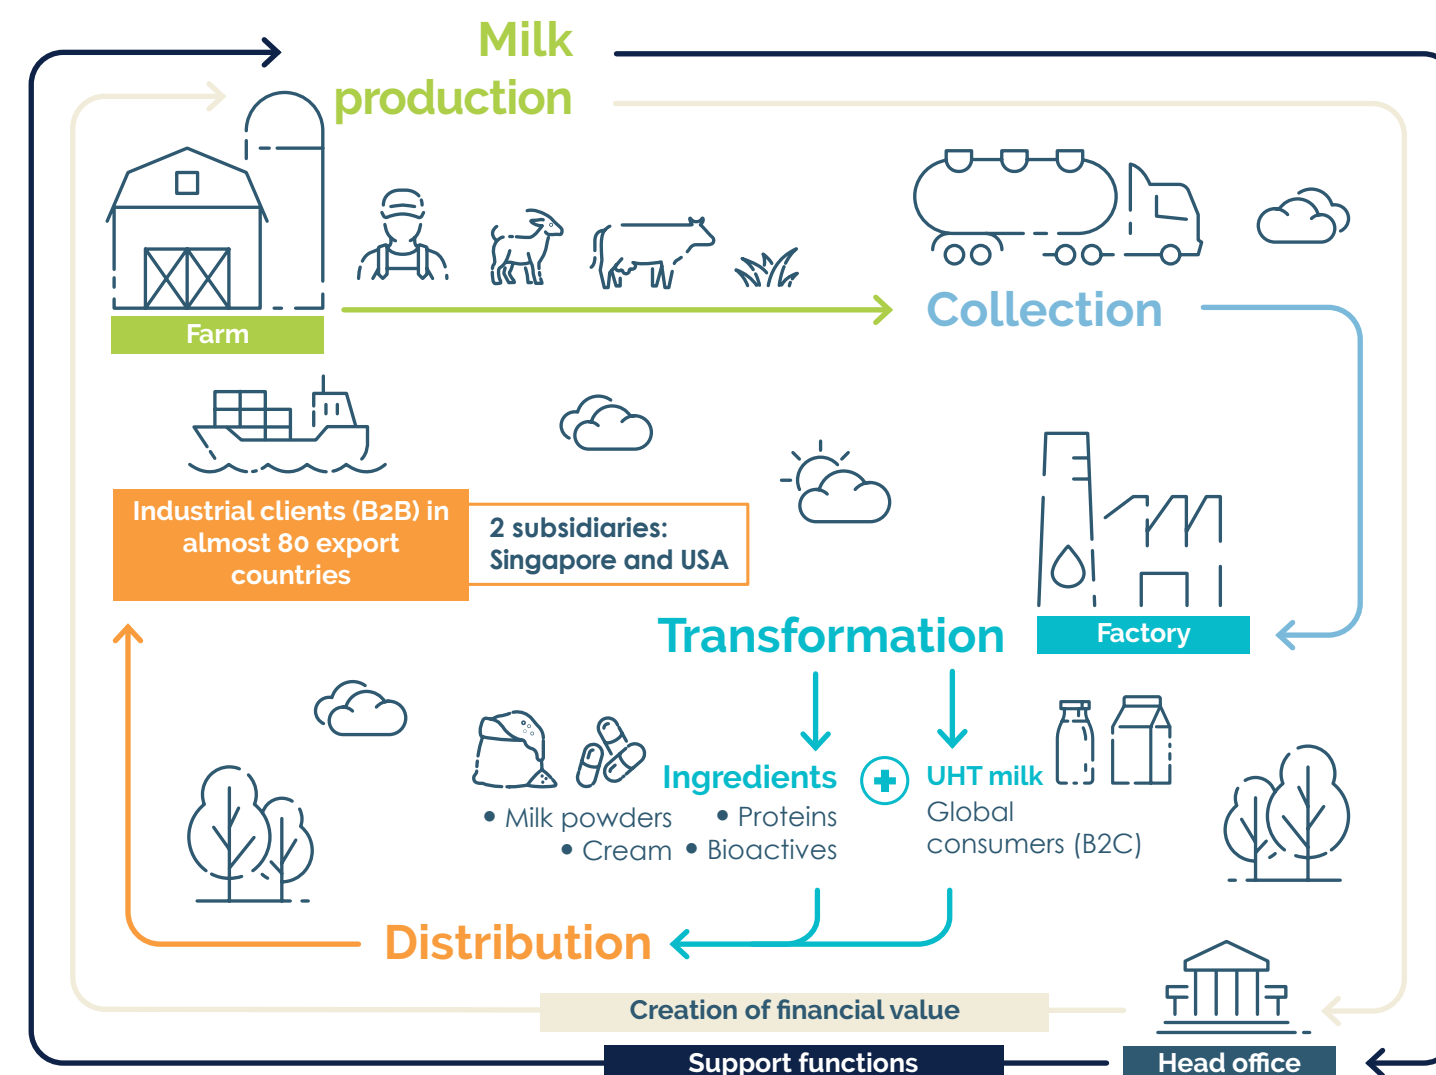 Milk
production
Farm
Collection
Industrial clients (B2B) in
almost 80 export
countries
2 subsidiaries:
Singapore and USA
Transformation
Factory
Ingredients
• Milk powders • Proteins
• Cream • Bioactives
UHT milk
Global
consumers (B2C)
Distribution
Creation of financial value
Support functions
Head office